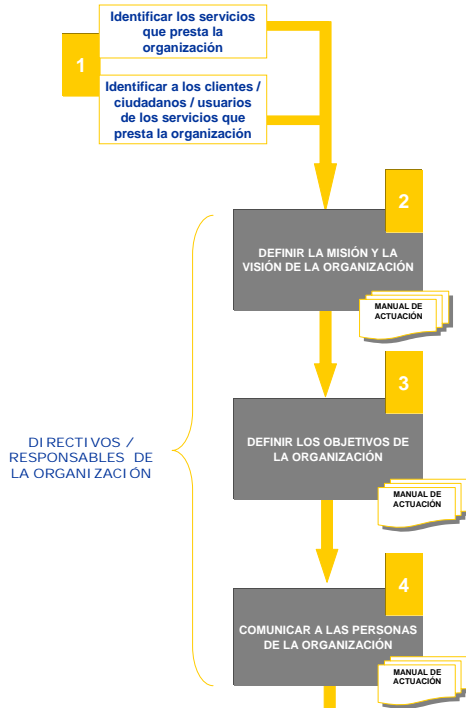 1
Identificar los servicios
que presta la
organización
Identificar a los clientes /
ciudadanos / usuarios
de los servicios que
presta la organización
2
DEFINIR LA MISIÓN Y LA
VISIÓN DE LA ORGANIZACIÓN
MANUAL DE
ACTUACIÓN
3
DEFINIR LOS OBJETIVOS DE
LA ORGANIZACIÓN
MANUAL DE
ACTUACIÓN
DIRECTIVOS /
RESPONSABLES DE
LA ORGANIZACIÓN
4
COMUNICAR A LAS PERSONAS
DE LA ORGANIZACIÓN
MANUAL DE
ACTUACIÓN